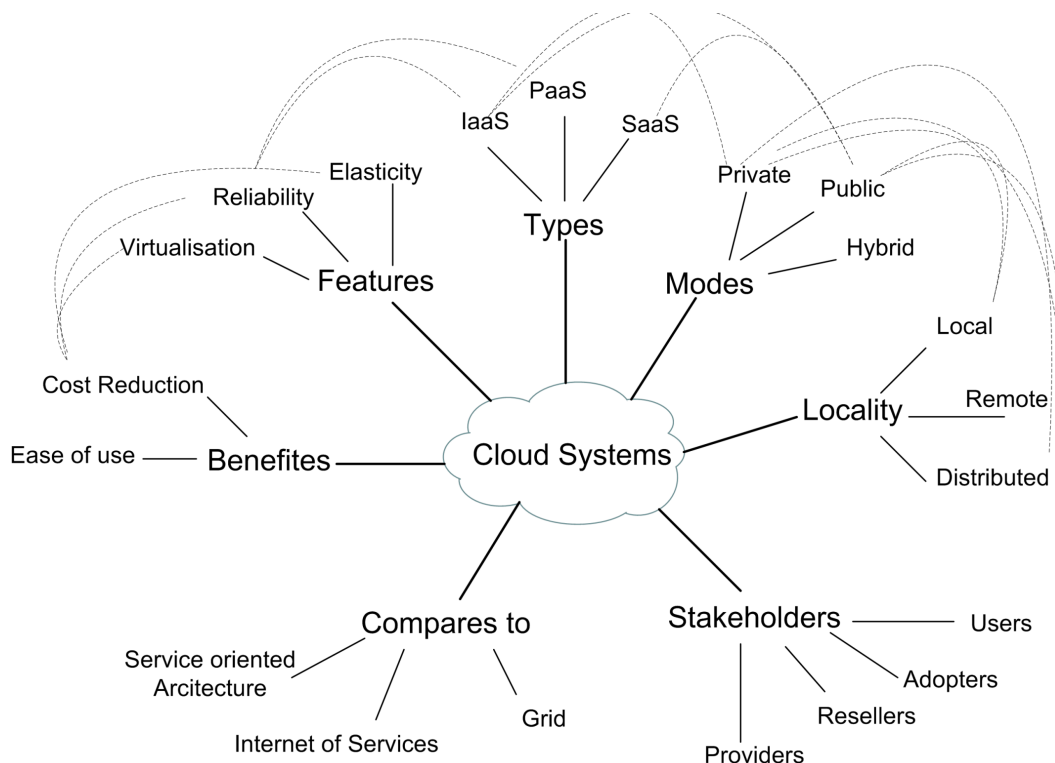 PaaS
IaaS
SaaS
Elasticity
Private
Public
Reliability
Virtualisation
Types
Hybrid
Features
Modes
Local
Cost Reduction
Remote
Locality
Ease of use
Benefites
Cloud Systems
Distributed
Compares to
Stakeholders
Users
Service oriented
Arcitecture
Adopters
Grid
Resellers
Internet of Services
Providers